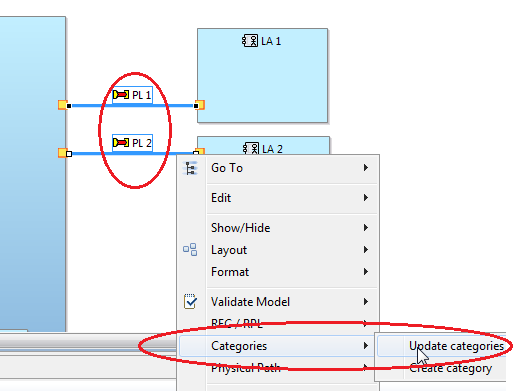 LA 1
PL 1
PL 2
LA 2
Go To
Edit
Show/Hide
Layout
Format
Validate Model
REC / RPL
Categories
Update categories
Physical Path
Create category